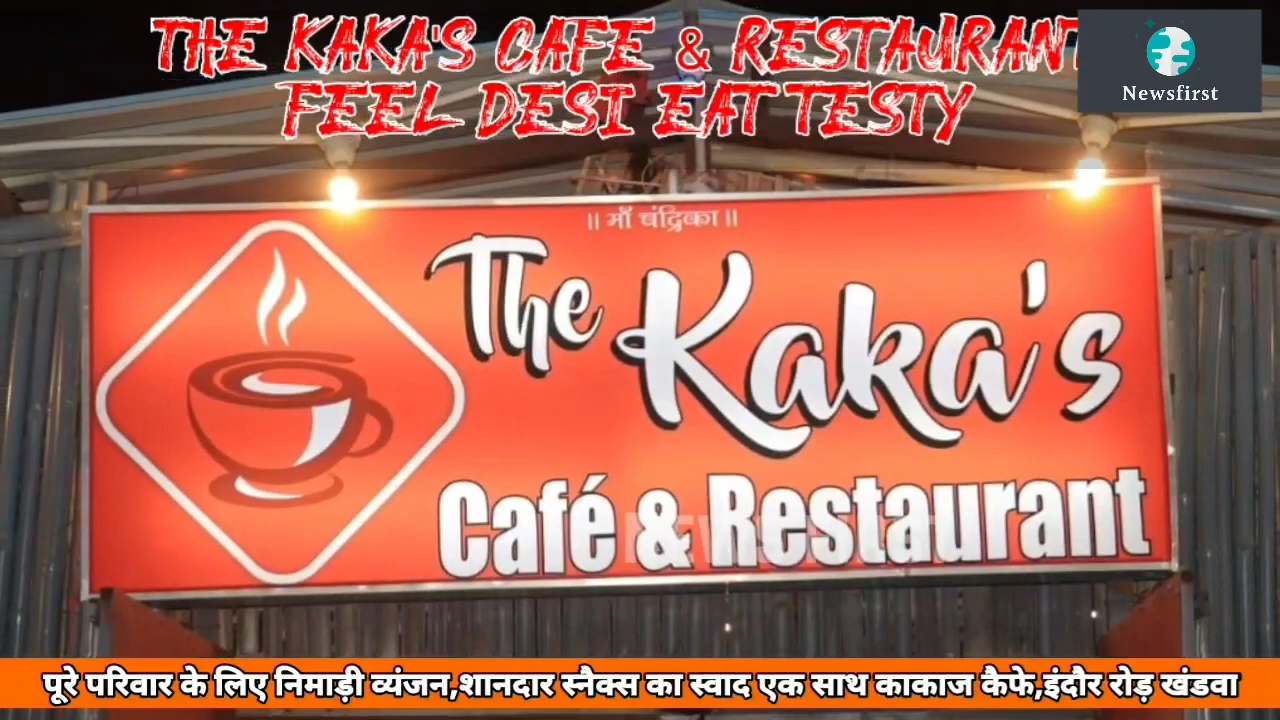 THE KAKA'S CAFE & RESTAURANT
FEEL DESI EAT TESTY
Newsfirst
॥ माँ चंद्रिका ॥
The Kaka's
Café & Restaurant
पूरे परिवार के लिए निमाड़ी व्यंजन,शानदार स्नैक्स का स्वाद एक साथ काकाज कैफे,इंदौर रोड़ खंडवा